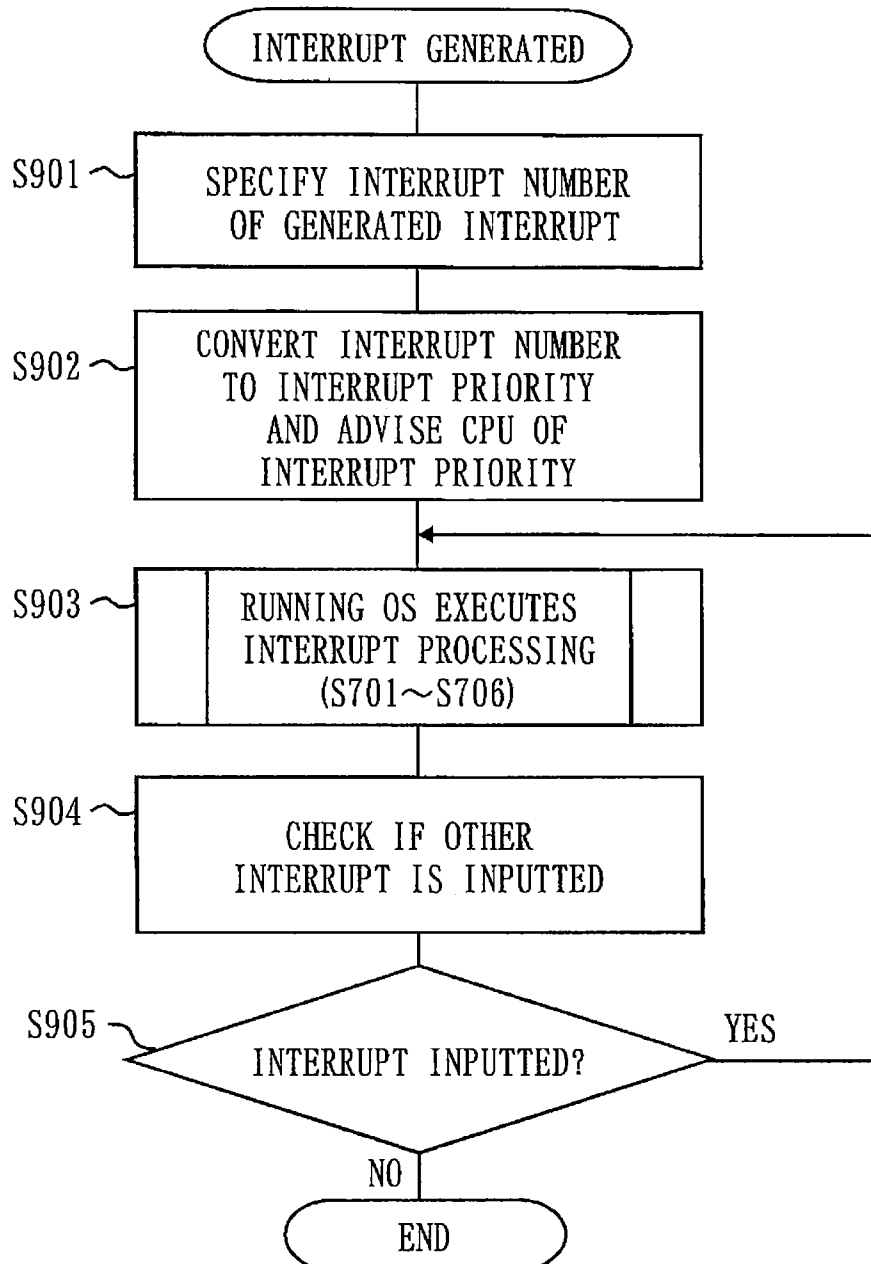 INTERRUPT GENERATED
S901
SPECIFY INTERRUPT NUMBER
OF GENERATED INTERRUPT
S902
CONVERT INTERRUPT NUMBER
TO INTERRUPT PRIORITY
AND ADVISE CPU OF
INTERRUPT PRIORITY
S903
RUNNING OS EXECUTES
INTERRUPT PROCESSING
(S701~S706)
S904
CHECK IF OTHER
INTERRUPT IS INPUTTED
S905
INTERRUPT INPUTTED?
YES
NO
END